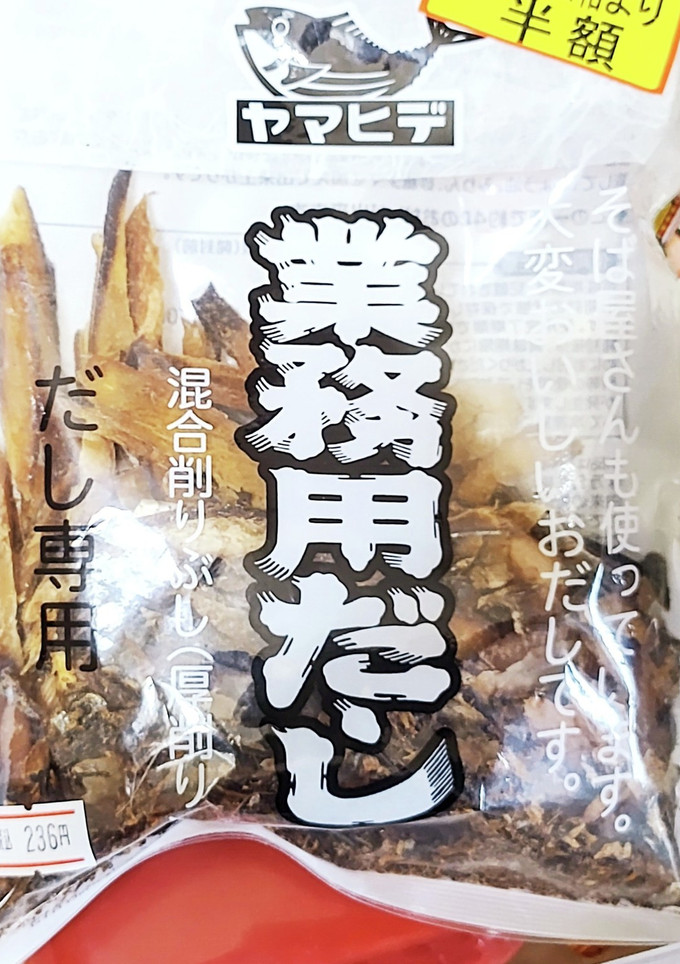 半額
ヤマヒデ
そば屋さんも使っています。
大変おいしいおだしです。
業務用だし
混合削りぶし(厚削り
だし専用
236円